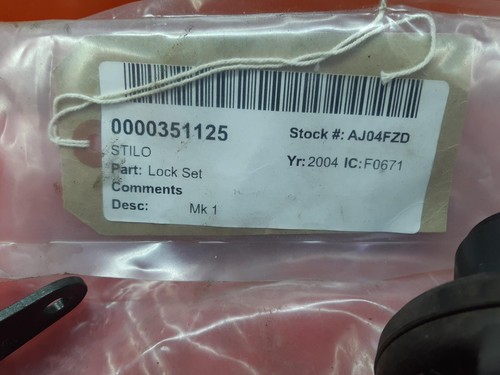 0000351125 Stock #: AJ04FZD
STILO
Part: Lock Set Yr: 2004 IC: F0671
Comments
Desc: Mk 1